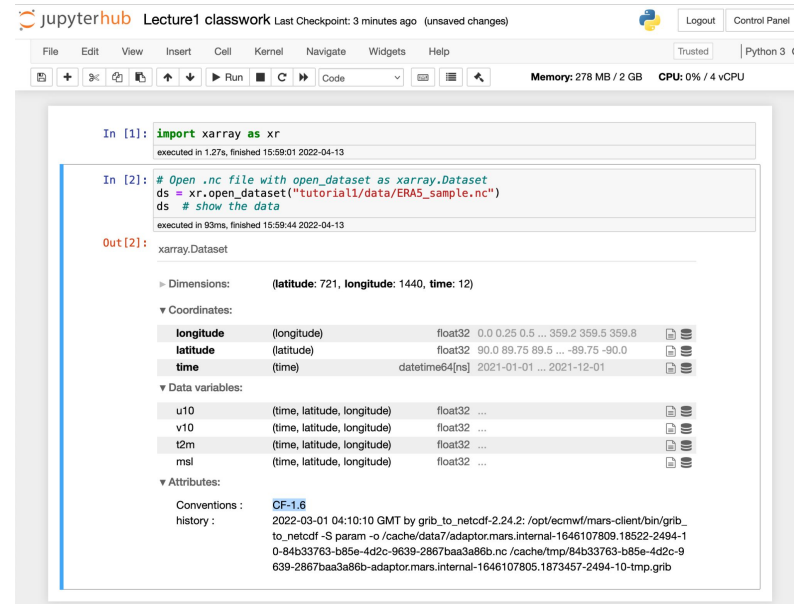 jupyterhub Lecture1 classwork Last Checkpoint: 3 minutes ago (unsaved changes) Logout Control Panel
File Edit View Insert Cell Kernel Navigate Widgets Help Trusted Python 3
Run Code Memory: 278 MB / 2 GB CPU: 0% / 4 vCPU
In [1]: import xarray as xr
executed in 1.27s, finished 15:59:01 2022-04-13
In [2]: # Open .nc file with open_dataset as xarray.Dataset
ds = xr.open_dataset("tutorial1/data/ERA5_sample.nc")
ds # show the data
executed in 93ms, finished 15:59:44 2022-04-13
Out[2]: xarray.Dataset
► Dimensions: (latitude: 721, longitude: 1440, time: 12)
▼ Coordinates:
longitude (longitude) float32 0.0 0.25 0.5 ... 359.2 359.5 359.8
latitude (latitude) float32 90.0 89.75 89.5 ... -89.75 -90.0
time (time) datetime64[ns] 2021-01-01 ... 2021-12-01
▼ Data variables:
u10 (time, latitude, longitude) float32 ...
v10 (time, latitude, longitude) float32 ...
t2m (time, latitude, longitude) float32 ...
msl (time, latitude, longitude) float32 ...
▼ Attributes:
Conventions : CF-1.6
history : 2022-03-01 04:10:10 GMT by grib_to_netcdf-2.24.2: /opt/ecmwf/mars-client/bin/grib_
to_netcdf -S param -o /cache/data7/adaptor.mars.internal-1646107809.18522-2494-1
0-84b33763-b85e-4d2c-9639-2867baa3a86b.nc /cache/tmp/84b33763-b85e-4d2c-9
639-2867baa3a86b-adaptor.mars.internal-1646107805.1873457-2494-10-tmp.grib